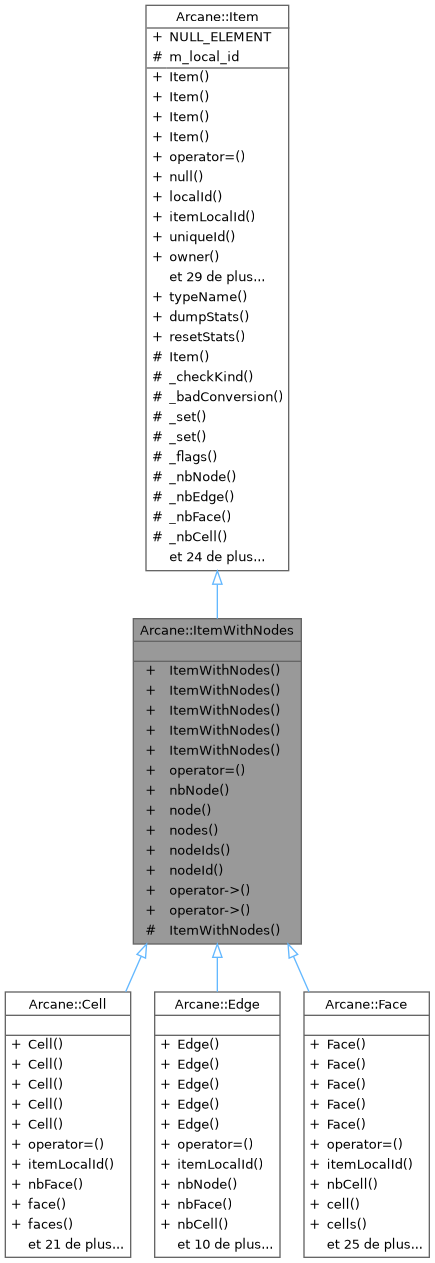 Arcane::Item
+ NULL_ELEMENT
# m_local_id
+ Item()
+ Item()
+ Item()
+ Item()
+ operator=()
+ null()
+ localId()
+ itemLocalId()
+ uniqueId()
+ owner()
et 29 de plus...
+ typeName()
+ dumpStats()
+ resetStats()
# Item()
# _checkKind()
# _badConversion()
# _set()
# _set()
# _flags()
# _nbNode()
# _nbEdge()
# _nbFace()
# _nbCell()
et 24 de plus...
Arcane::ItemWithNodes
+ ItemWithNodes()
+ ItemWithNodes()
+ ItemWithNodes()
+ ItemWithNodes()
+ ItemWithNodes()
+ operator=()
+ nbNode()
+ node()
+ nodes()
+ nodeIds()
+ nodeId()
+ operator->()
+ operator->()
# ItemWithNodes()
Arcane::Cell
+ Cell()
+ Cell()
+ Cell()
+ Cell()
+ Cell()
+ operator=()
+ itemLocalId()
+ nbFace()
+ face()
+ faces()
et 21 de plus...
Arcane::Edge
+ Edge()
+ Edge()
+ Edge()
+ Edge()
+ Edge()
+ operator=()
+ itemLocalId()
+ nbNode()
+ nbFace()
+ nbCell()
et 10 de plus...
Arcane::Face
+ Face()
+ Face()
+ Face()
+ Face()
+ Face()
+ operator=()
+ itemLocalId()
+ nbCell()
+ cell()
+ cells()
et 25 de plus...